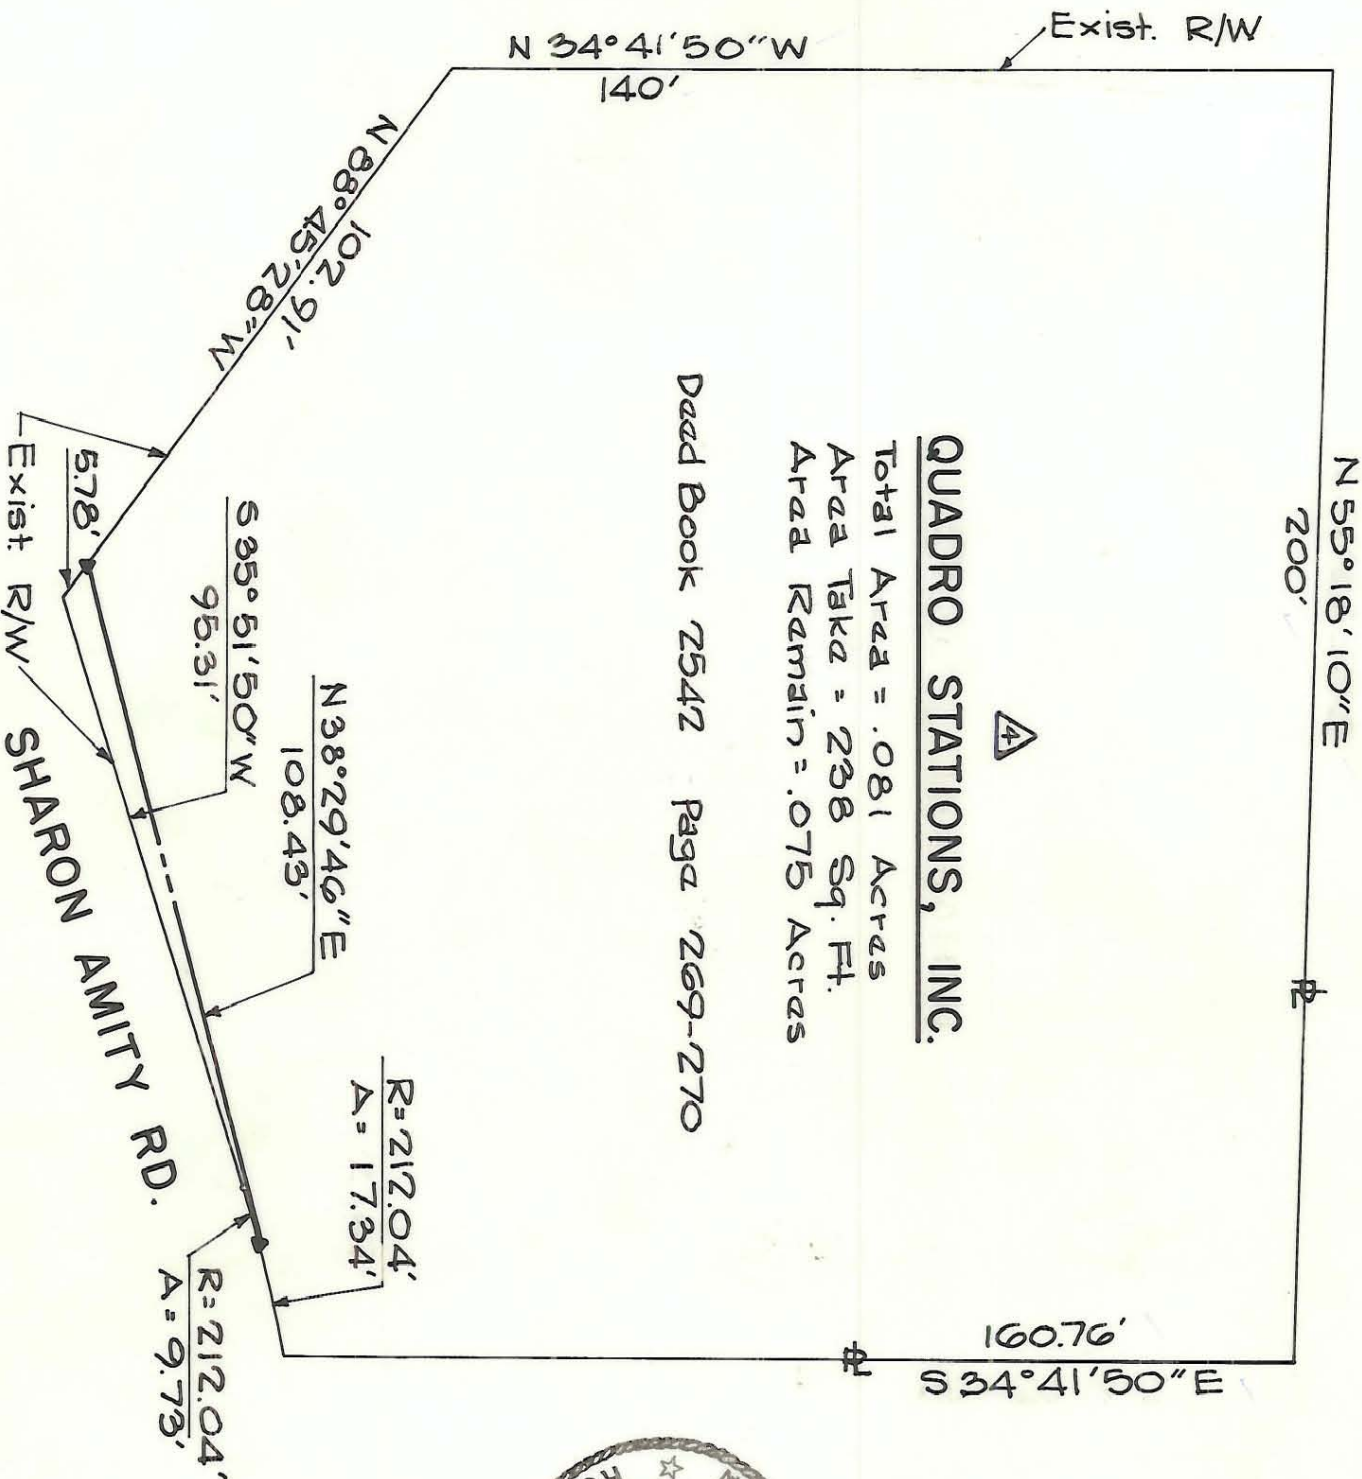 Exist. R/W
N 34°41'50"W
140'
N 55°18'10"E
200'
N 88°45'28"W
102.91'
4
QUADRO STATIONS, INC.
Total Area = .081 Acres
Area Take = 238 Sq. Ft.
Area Remain = .075 Acres
Deed Book 2542 Page 269-270
PL
160.76'
S 34°41'50"E
PL
S 35°51'50"W
95.31'
N 38°29'46"E
108.43'
R=212.04'
A= 17.34'
5.78'
Exist. R/W
SHARON AMITY RD.
R=212.04'
A= 9.73'